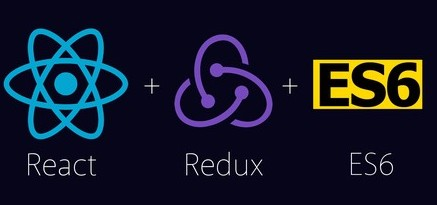 + + ES6
React Redux ES6